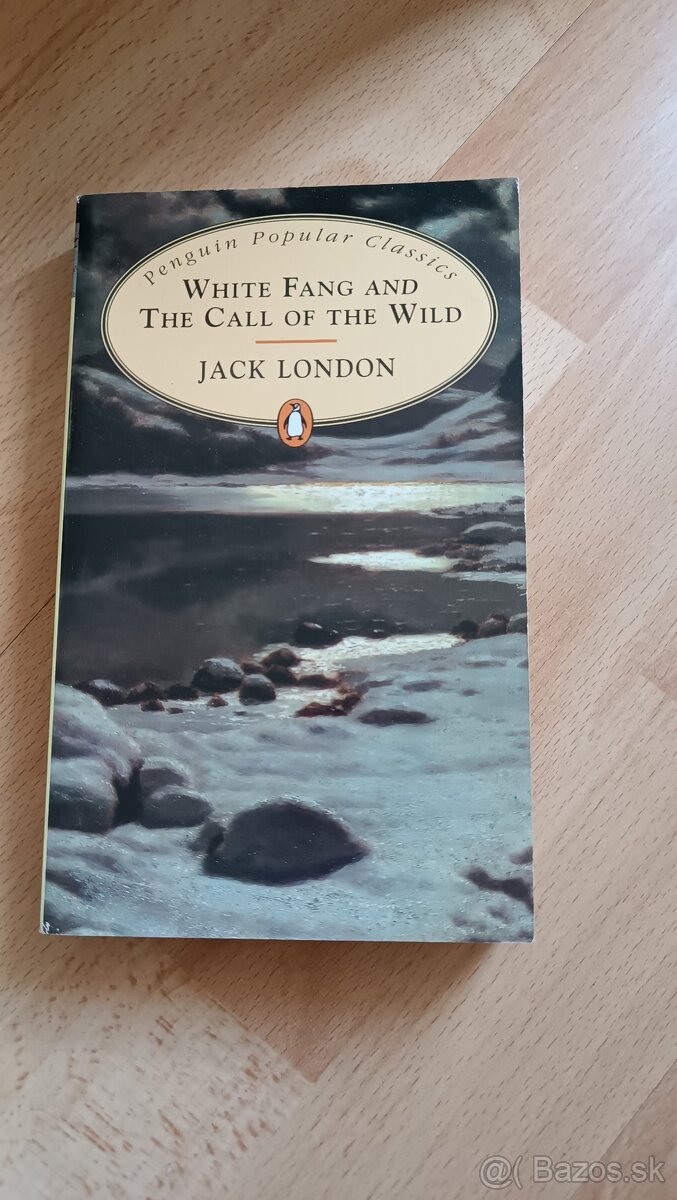 Penguin Popular Classics
WHITE FANG AND
THE CALL OF THE WILD
JACK LONDON
@( Bazos.sk